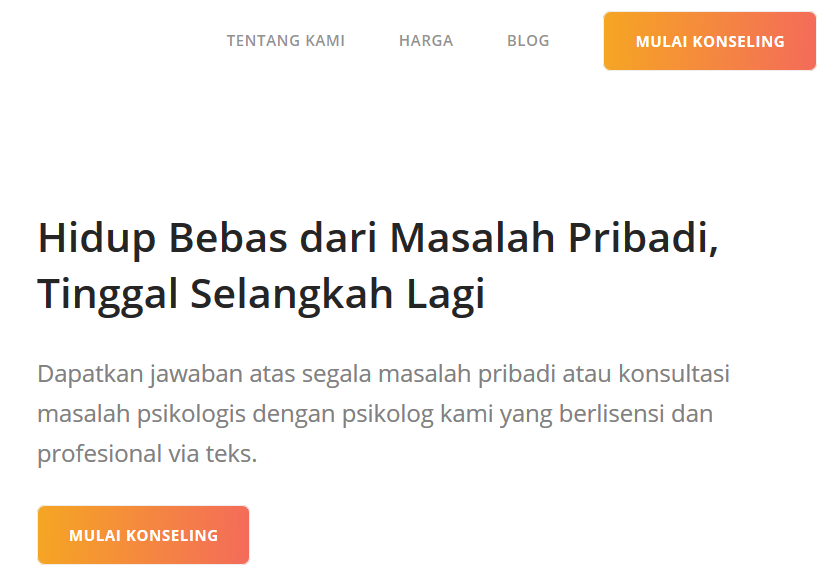 TENTANG KAMI HARGA BLOG MULAI KONSELING
Hidup Bebas dari Masalah Pribadi,
Tinggal Selangkah Lagi
Dapatkan jawaban atas segala masalah pribadi atau konsultasi
masalah psikologis dengan psikolog kami yang berlisensi dan
profesional via teks.
MULAI KONSELING